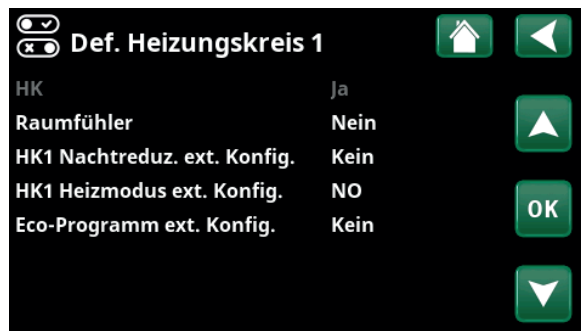 Def. Heizungskreis 1
HK Ja
Raumfühler Nein
HK1 Nachtreduz. ext. Konfig. Kein
HK1 Heizmodus ext. Konfig. NO
Eco-Programm ext. Konfig. Kein
OK